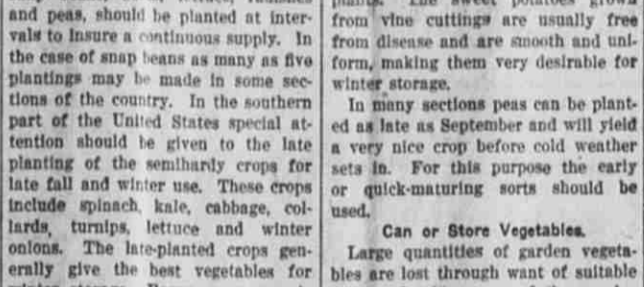 and peas, should be planted at inter-
vals to insure a continuous supply. In
the case of snap beans as many as five
plantings may be made in some sec-
tions of the country. In the southern
part of the United States special at-
tention should be given to the late
planting of the semihardy crops for
late fall and winter use. These crops
include spinach, kale, cabbage, col-
lards, turnips, lettuce and winter
onions. The late-planted crops gen-
erally give the best vegetables for
plants. The sweet potatoes grown
from vine cuttings are usually free
from disease and are smooth and uni-
form, making them very desirable for
winter storage.
In many sections peas can be plant-
ed as late as September and will yield
a very nice crop before cold weather
sets in. For this purpose the early
or quick-maturing sorts should be
used.
Can or Store Vegetables.
Large quantities of garden vegeta-
bles are lost through want of suitable